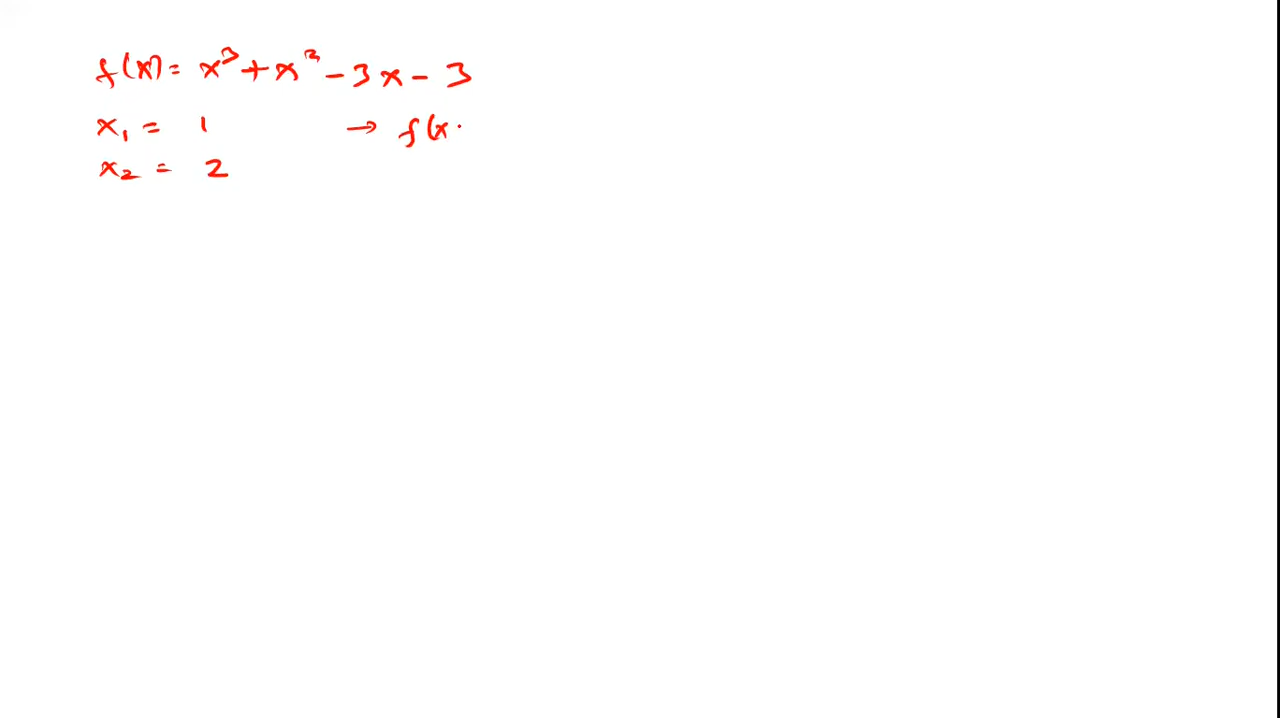 f(x) = x³ + x² - 3x - 3
x₁ = 1 → f(x
x₂ = 2